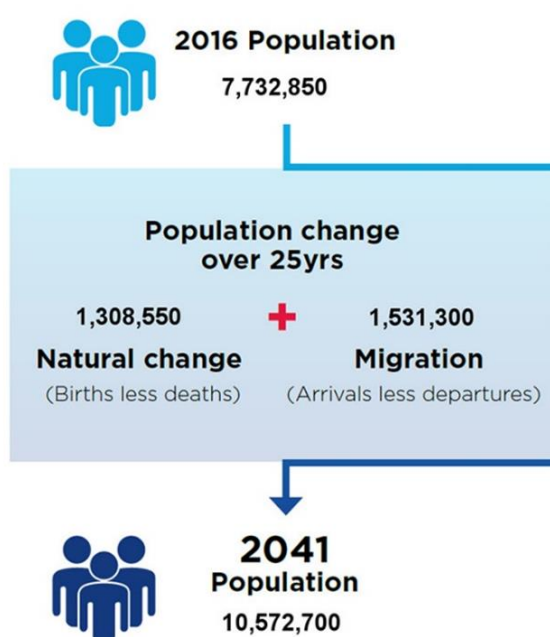 2016 Population
7,732,850
Population change
over 25yrs
1,308,550 + 1,531,300
Natural change Migration
(Births less deaths) (Arrivals less departures)
2041
Population
10,572,700